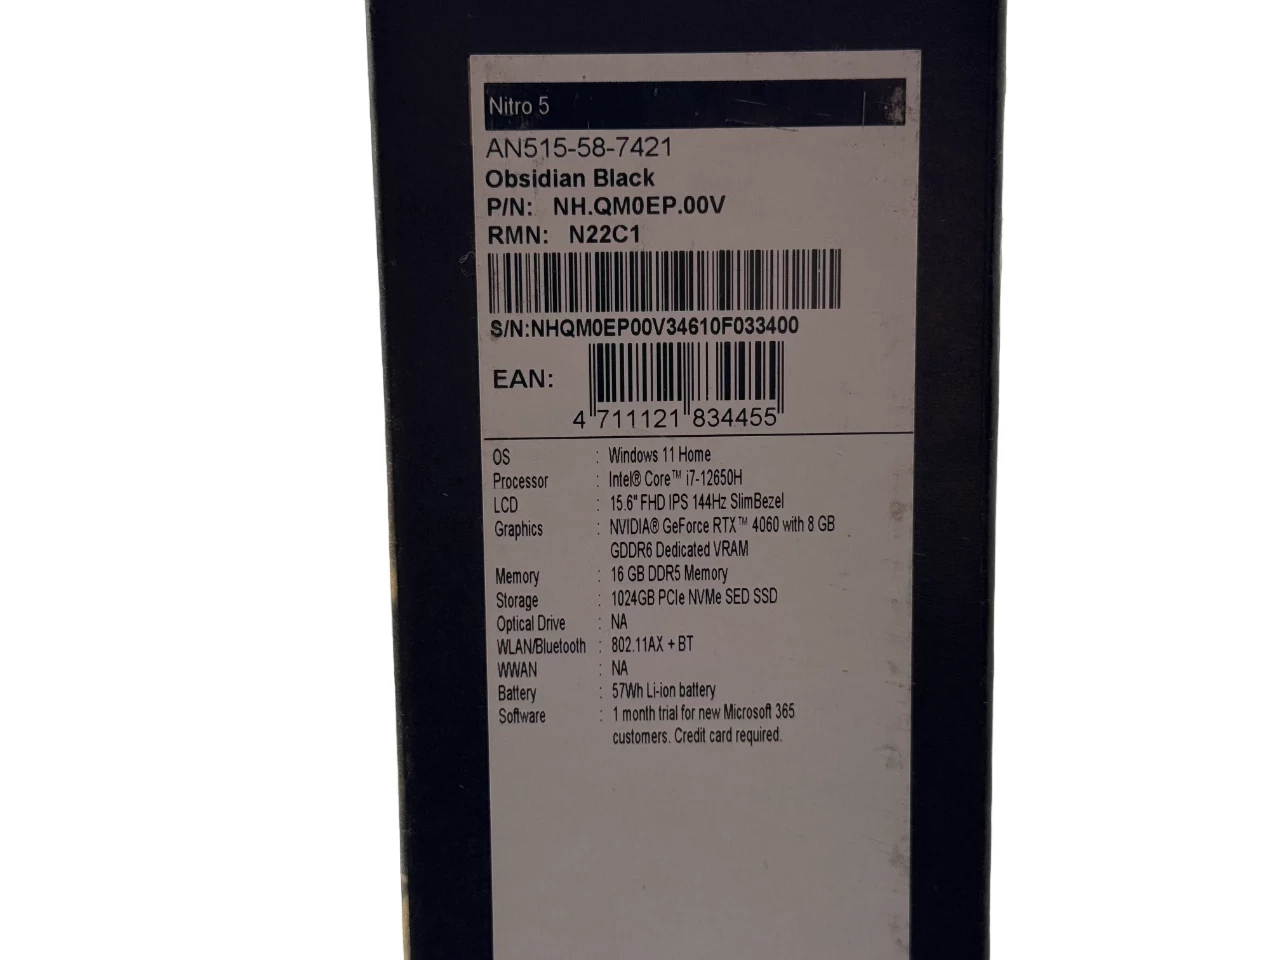 Nitro 5
AN515-58-7421
Obsidian Black
P/N: NH.QM0EP.00V
RMN: N22C1
S/N:NHQM0EP00V34610F033400
EAN:
4 711121 834455
OS : Windows 11 Home
Processor : Intel® Core™ i7-12650H
LCD : 15.6" FHD IPS 144Hz SlimBezel
Graphics : NVIDIA® GeForce RTX™ 4060 with 8 GB
GDDR6 Dedicated VRAM
Memory : 16 GB DDR5 Memory
Storage : 1024GB PCIe NVMe SED SSD
Optical Drive : NA
WLAN/Bluetooth : 802.11AX + BT
WWAN : NA
Battery : 57Wh Li-ion battery
Software : 1 month trial for new Microsoft 365
customers. Credit card required.